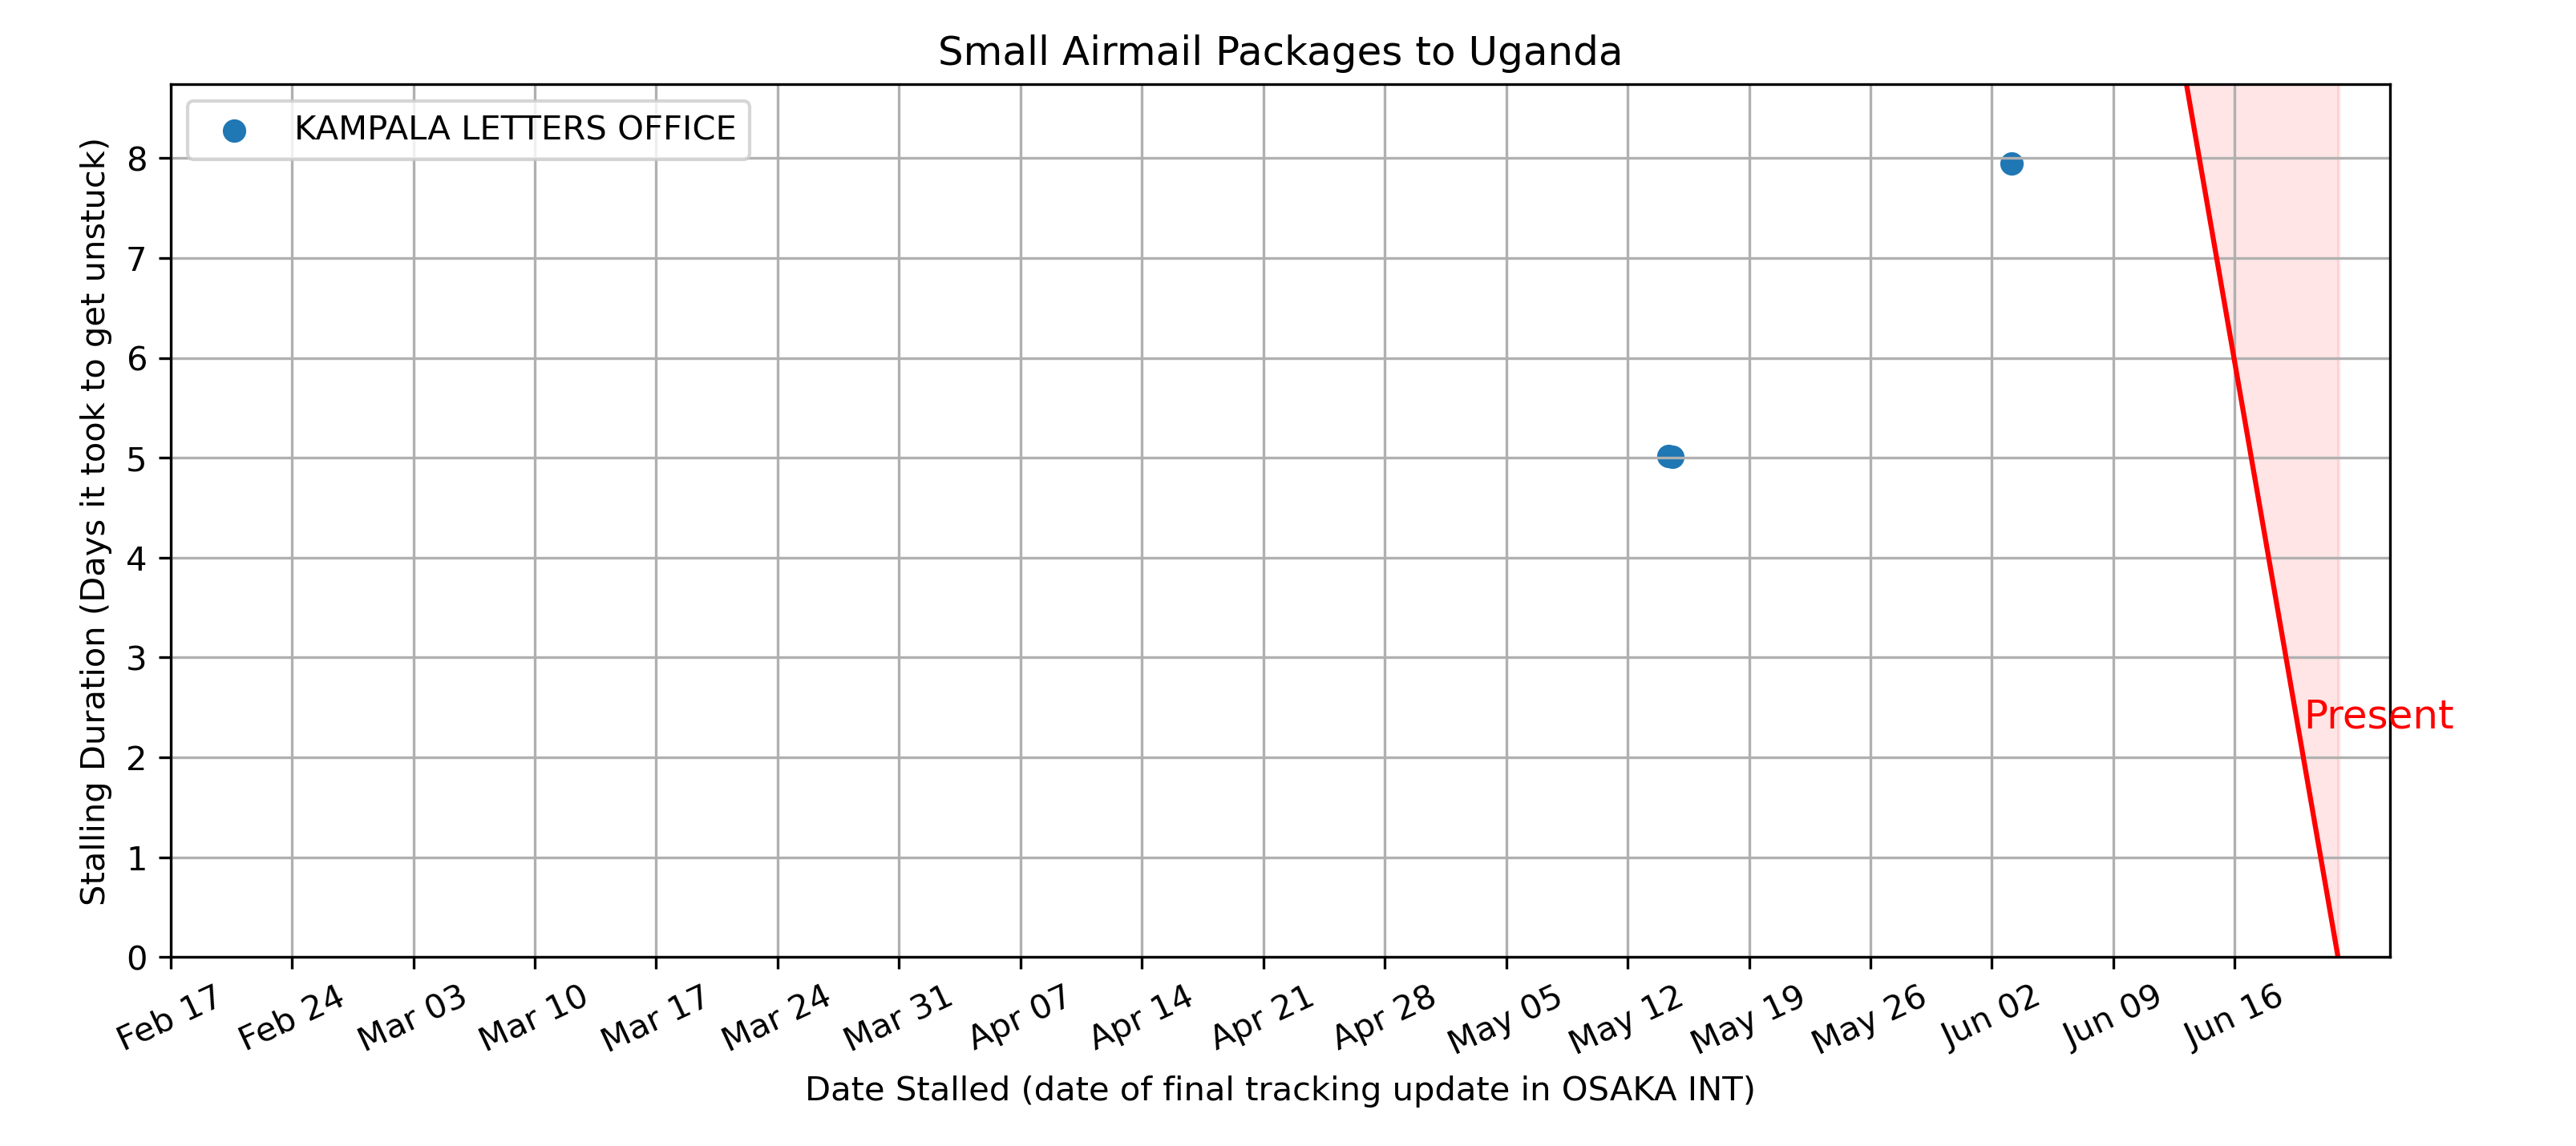 Small Airmail Packages to Uganda
KAMPALA LETTERS OFFICE
Stalling Duration (Days it took to get unstuck)
8
7
6
5
4
3
2
1
0
Present
Feb 17
Feb 24
Mar 03
Mar 10
Mar 17
Mar 24
Mar 31
Apr 07
Apr 14
Apr 21
Apr 28
May 05
May 12
May 19
May 26
Jun 02
Jun 09
Jun 16
Date Stalled (date of final tracking update in OSAKA INT)